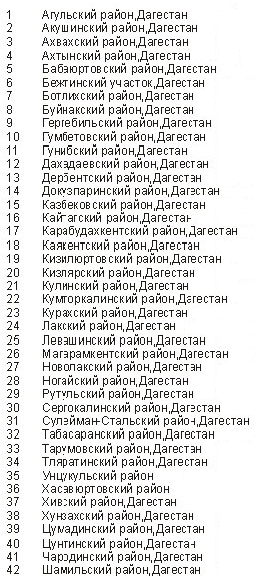 1 Агульский район,Дагестан
2 Акушинский район,Дагестан
3 Ахвахский район,Дагестан
4 Ахтынский район,Дагестан
5 Бабаюртовский район,Дагестан
6 Бежтинский участок,Дагестан
7 Ботлихский район,Дагестан
8 Буйнакский район,Дагестан
9 Гергебильский район,Дагестан
10 Гумбетовский район,Дагестан
11 Гунибский район,Дагестан
12 Дахадаевский район,Дагестан
13 Дербентский район,Дагестан
14 Докузпаринский район,Дагестан
15 Казбековский район,Дагестан
16 Кайтагский район,Дагестан
17 Карабудахкентский район,Дагестан
18 Каякентский район,Дагестан
19 Кизилюртовский район,Дагестан
20 Кизлярский район,Дагестан
21 Кулинский район,Дагестан
22 Кумторкалинский район,Дагестан
23 Курахский район,Дагестан
24 Лакский район,Дагестан
25 Левашинский район,Дагестан
26 Магарамкентский район,Дагестан
27 Новолакский район,Дагестан
28 Ногайский район,Дагестан
29 Рутульский район,Дагестан
30 Сергокалинский район,Дагестан
31 Сулейман-Стальский район,Дагестан
32 Табасаранский район,Дагестан
33 Тарумовский район,Дагестан
34 Тляратинский район,Дагестан
35 Унцукульский район
36 Хасавюртовский район
37 Хивский район,Дагестан
38 Хунзахский район,Дагестан
39 Цумадинский район,Дагестан
40 Цунтинский район,Дагестан
41 Чародинский район,Дагестан
42 Шамильский район,Дагестан